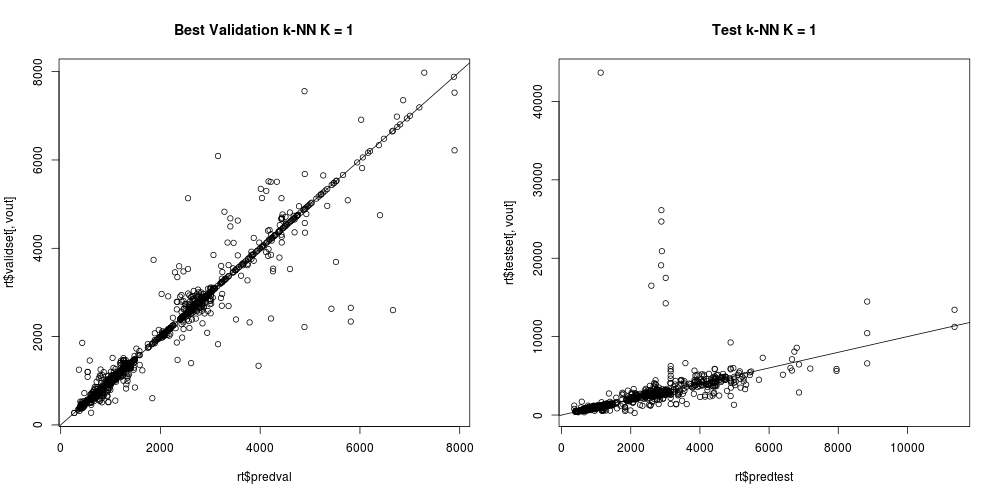 Best Validation k-NN K = 1
rt$validset[, vout]
8000
6000
4000
2000
0
0 2000 4000 6000 8000
rt$predval
Test k-NN K = 1
rt$testset[, vout]
40000
30000
20000
10000
0
0 2000 4000 6000 8000 10000
rt$predtest